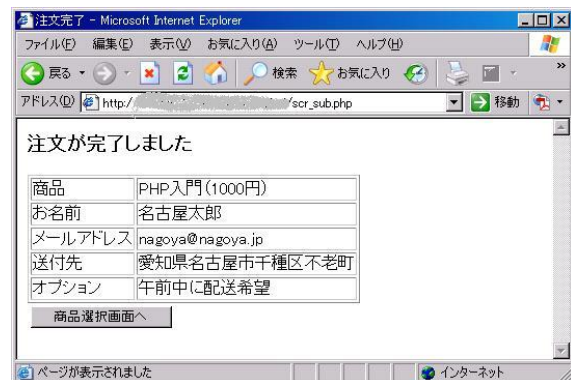 注文完了 - Microsoft Internet Explorer
ファイル(F) 編集(E) 表示(V) お気に入り(A) ツール(T) ヘルプ(H)
戻る 検索 お気に入り »
アドレス(D) http:/ /scr_sub.php 移動
注文が完了しました
商品 PHP入門(1000円)
お名前 名古屋太郎
メールアドレス nagoya@nagoya.jp
送付先 愛知県名古屋市千種区不老町
オプション 午前中に配送希望
商品選択画面へ
ページが表示されました インターネット